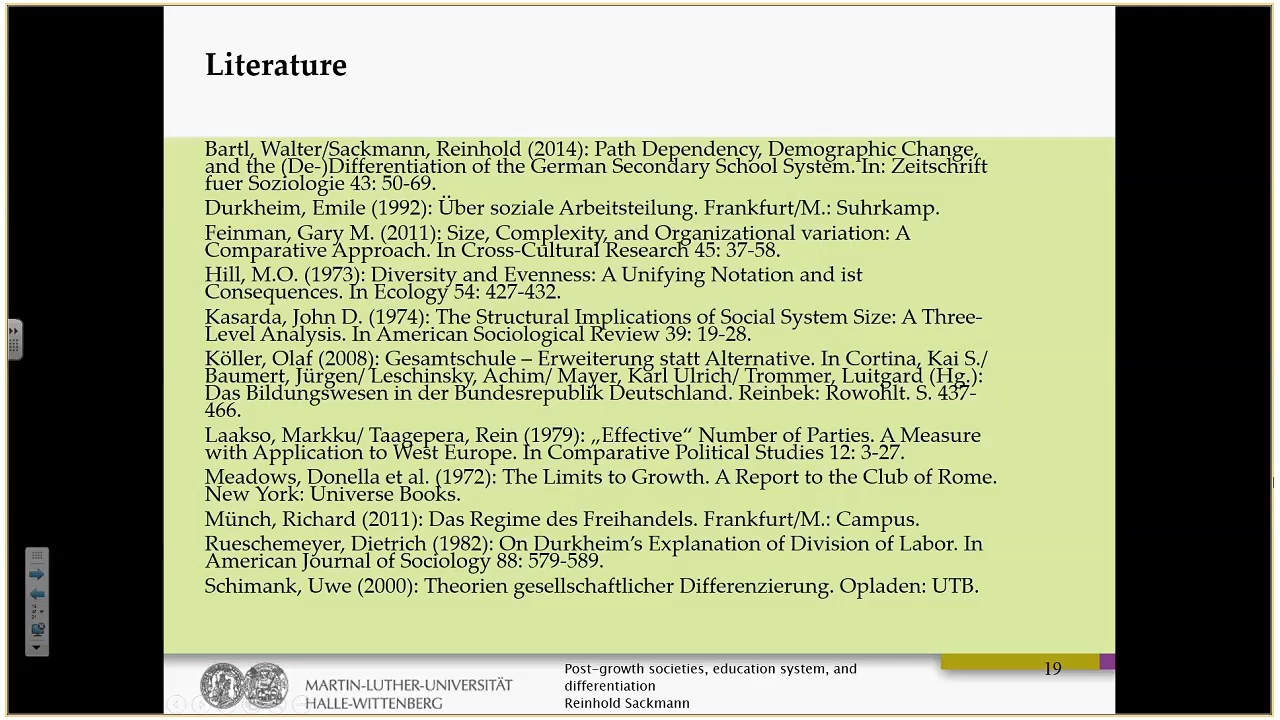 Literature
Bartl, Walter/Sackmann, Reinhold (2014): Path Dependency, Demographic Change,
and the (De-)Differentiation of the German Secondary School System. In: Zeitschrift
fuer Soziologie 43: 50-69.
Durkheim, Emile (1992): Über soziale Arbeitsteilung. Frankfurt/M.: Suhrkamp.
Feinman, Gary M. (2011): Size, Complexity, and Organizational variation: A
Comparative Approach. In Cross-Cultural Research 45: 37-58.
Hill, M.O. (1973): Diversity and Evenness: A Unifying Notation and ist
Consequences. In Ecology 54: 427-432.
Kasarda, John D. (1974): The Structural Implications of Social System Size: A Three-
Level Analysis. In American Sociological Review 39: 19-28.
Köller, Olaf (2008): Gesamtschule – Erweiterung statt Alternative. In Cortina, Kai S./
Baumert, Jürgen/ Leschinsky, Achim/ Mayer, Karl Ulrich/ Trommer, Luitgard (Hg.):
Das Bildungswesen in der Bundesrepublik Deutschland. Reinbek: Rowohlt. S. 437-
466.
Laakso, Markku/ Taagepera, Rein (1979): „Effective“ Number of Parties. A Measure
with Application to West Europe. In Comparative Political Studies 12: 3-27.
Meadows, Donella et al. (1972): The Limits to Growth. A Report to the Club of Rome.
New York: Universe Books.
Münch, Richard (2011): Das Regime des Freihandels. Frankfurt/M.: Campus.
Rueschemeyer, Dietrich (1982): On Durkheim’s Explanation of Division of Labor. In
American Journal of Sociology 88: 579-589.
Schimank, Uwe (2000): Theorien gesellschaftlicher Differenzierung. Opladen: UTB.
MARTIN-LUTHER-UNIVERSITÄT
HALLE-WITTENBERG
Post-growth societies, education system, and
differentiation
Reinhold Sackmann
19